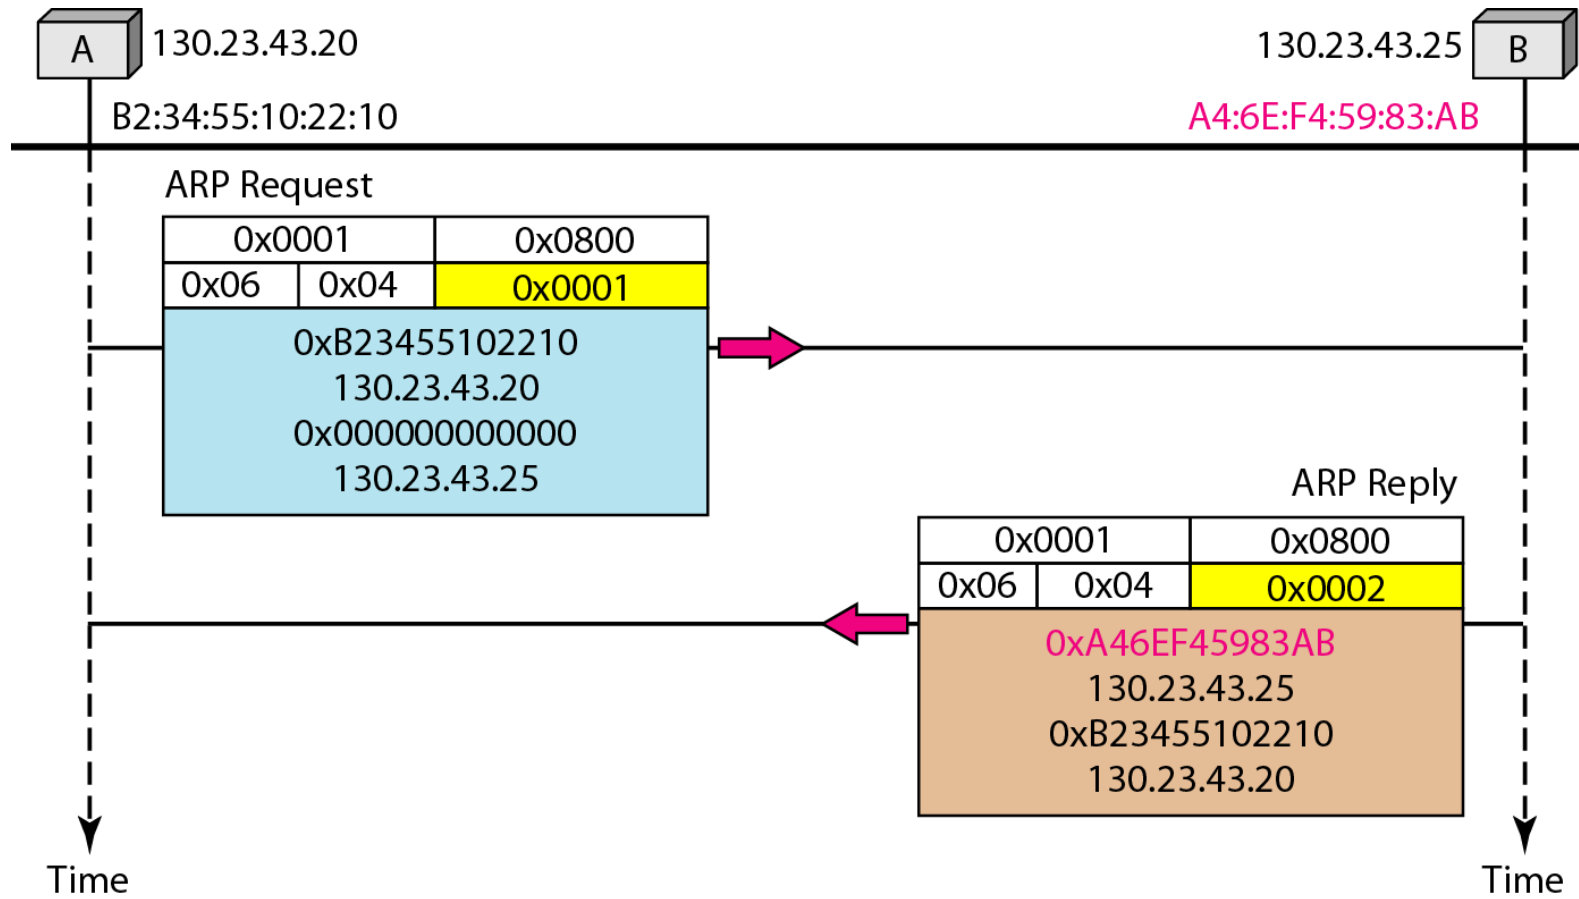 A 130.23.43.20
130.23.43.25 B
B2:34:55:10:22:10
A4:6E:F4:59:83:AB
ARP Request
0x0001 0x0800
0x06 0x04 0x0001
0xB23455102210
130.23.43.20
0x000000000000
130.23.43.25
ARP Reply
0x0001 0x0800
0x06 0x04 0x0002
0xA46EF45983AB
130.23.43.25
0xB23455102210
130.23.43.20
Time
Time